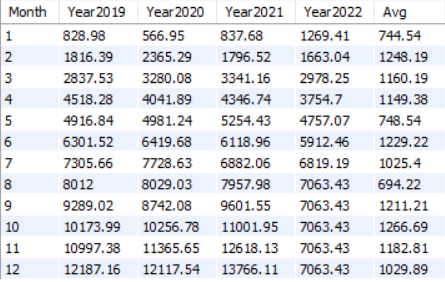 Month Year2019 Year2020 Year2021 Year2022 Avg
1 828.98 566.95 837.68 1269.41 744.54
2 1816.39 2365.29 1796.52 1663.04 1248.19
3 2837.53 3280.08 3341.16 2978.25 1160.19
4 4518.28 4041.89 4346.74 3754.7 1149.38
5 4916.84 4981.24 5254.43 4757.07 748.54
6 6301.52 6419.68 6118.96 5912.46 1229.22
7 7305.66 7728.63 6882.06 6819.19 1025.4
8 8012 8029.03 7957.98 7063.43 694.22
9 9289.02 8742.08 9601.55 7063.43 1211.21
10 10173.99 10256.78 11001.95 7063.43 1266.69
11 10997.38 11365.65 12618.13 7063.43 1182.81
12 12187.16 12117.54 13766.11 7063.43 1029.89